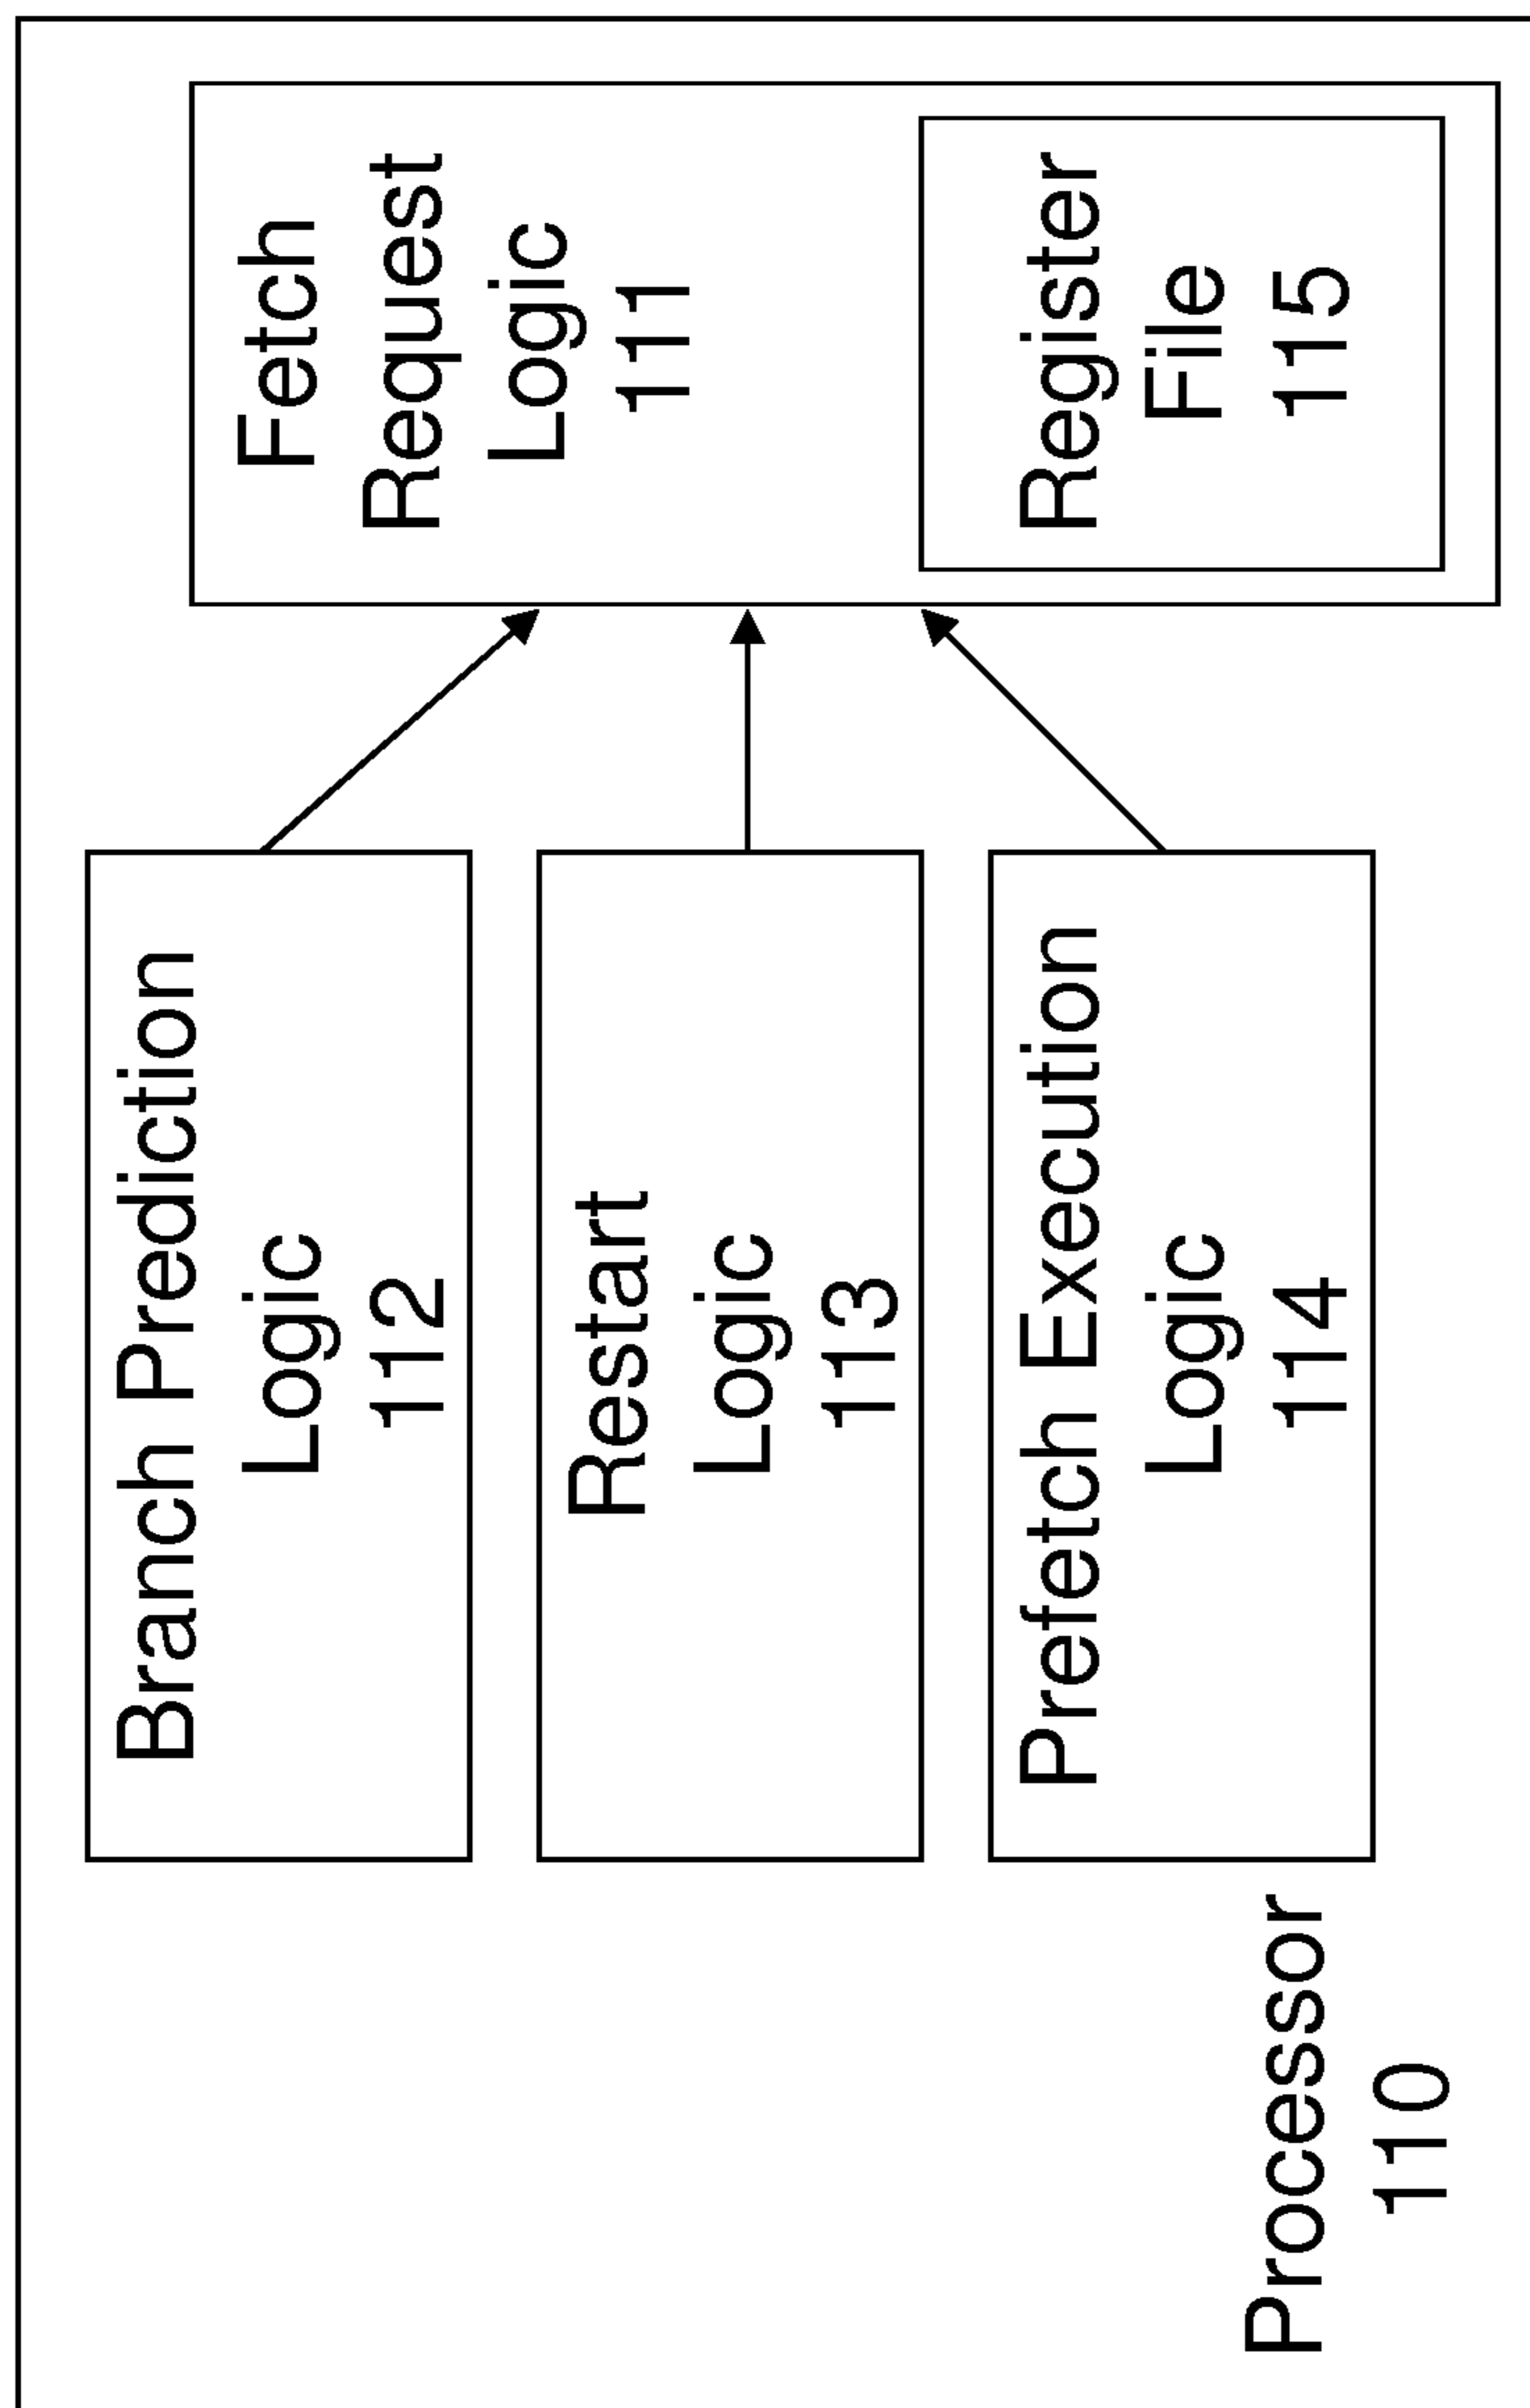 Branch Prediction
Logic
112
Restart
Logic
113
Prefetch Execution
Logic
114
Fetch
Request
Logic
111
Register
File
115
Processor
110